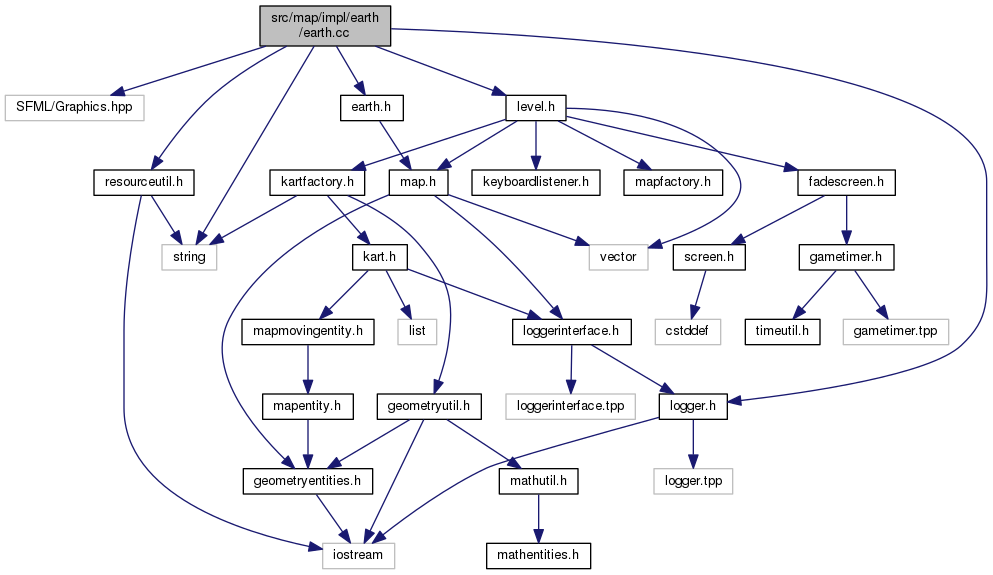 src/map/impl/earth
/earth.cc
SFML/Graphics.hpp
earth.h
level.h
resourceutil.h
kartfactory.h
map.h
keyboardlistener.h
mapfactory.h
fadescreen.h
string
kart.h
vector
screen.h
gametimer.h
mapmovingentity.h
list
loggerinterface.h
cstddef
timeutil.h
gametimer.tpp
mapentity.h
geometryutil.h
loggerinterface.tpp
logger.h
geometryentities.h
mathutil.h
logger.tpp
iostream
mathentities.h